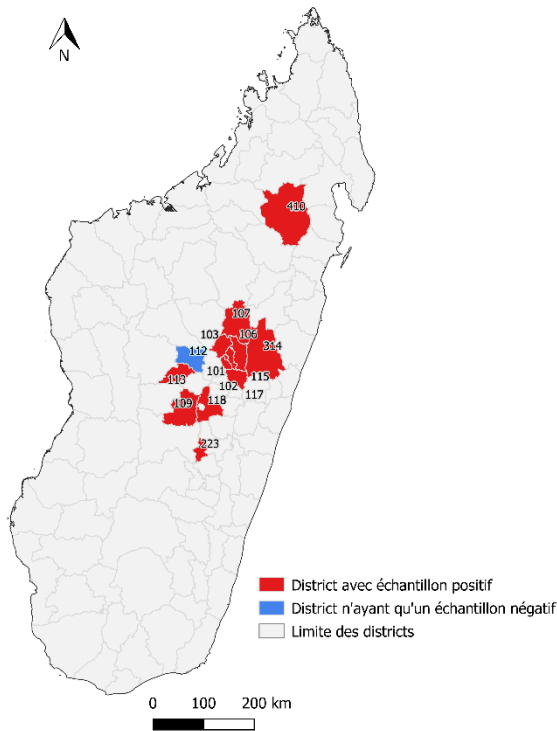 N
410
107
103
106
314
112
101
113
115
102
117
118
109
223
District avec échantillon positif
District n'ayant qu'un échantillon négatif
Limite des districts
0 100 200 km